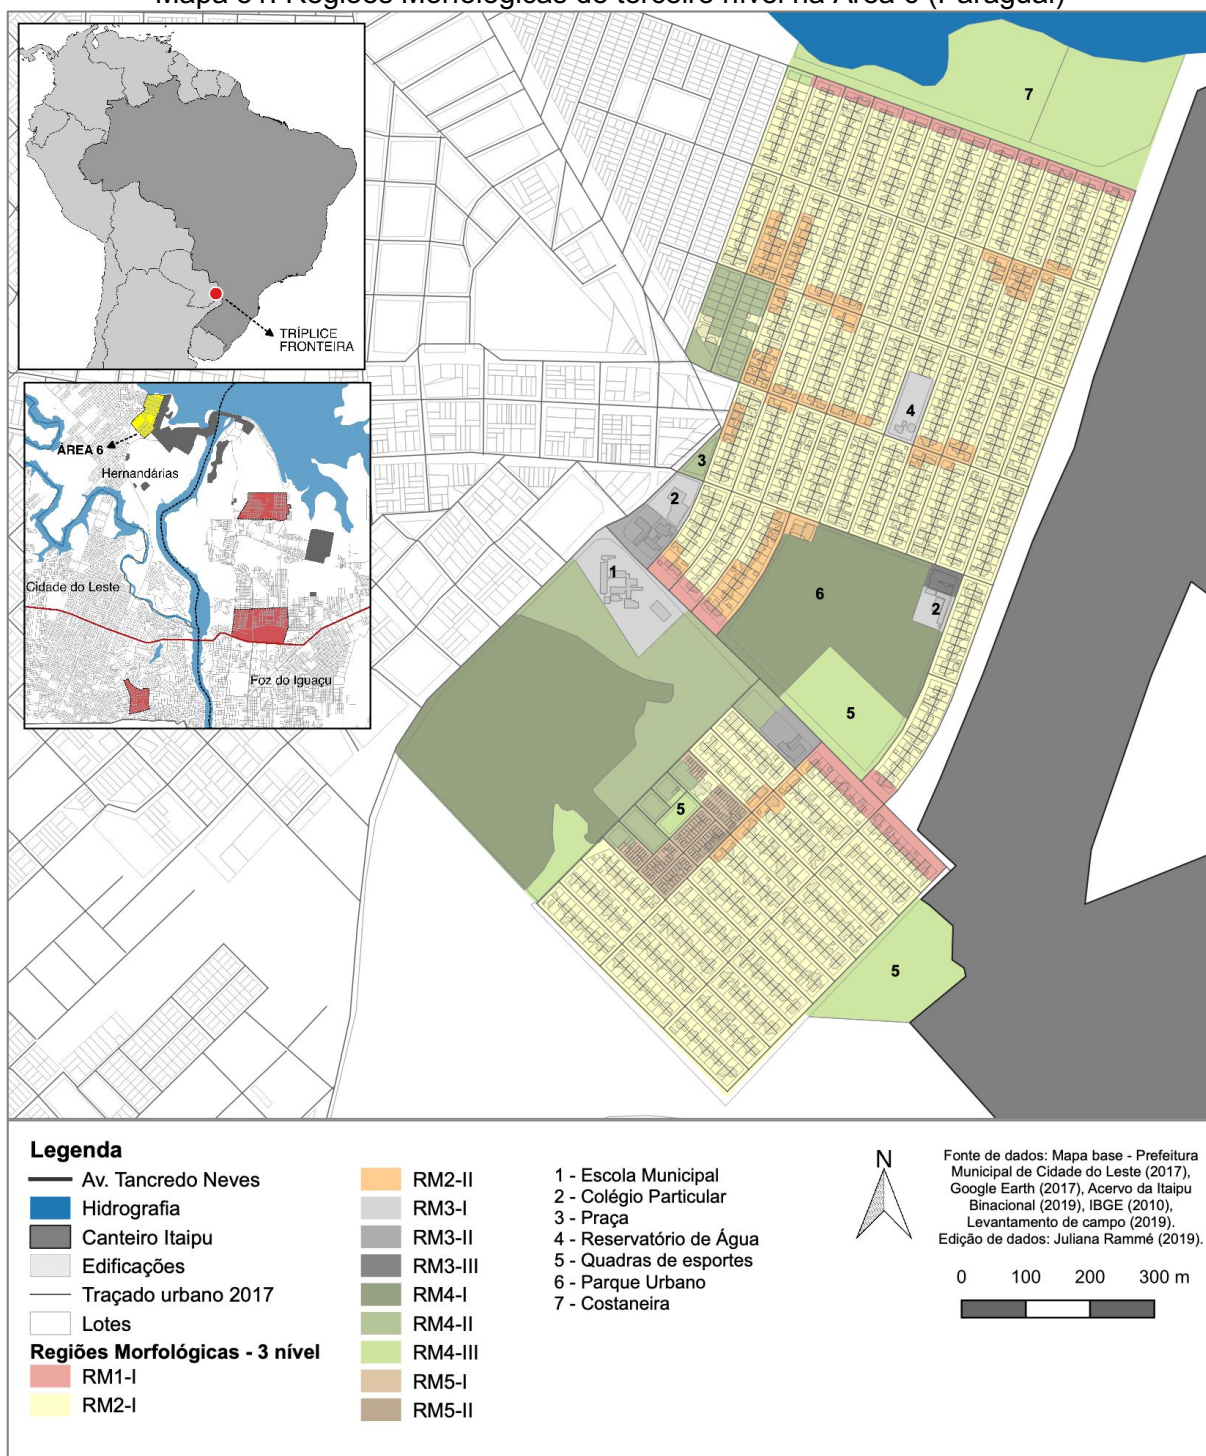 Mapa 51: Regiões Morfológicas de terceiro nível na Área 6 (Paraguai)
TRÍPLICE
FRONTEIRA
ÁREA 6
Hernandárias
Cidade do Leste
Foz do Iguaçu
7
4
3
2
1
6
2
5
5
5
Legenda
Av. Tancredo Neves
Hidrografia
Canteiro Itaipu
Edificações
Traçado urbano 2017
Lotes
Regiões Morfológicas - 3 nível
RM1-I
RM2-I
RM2-II
RM3-I
RM3-II
RM3-III
RM4-I
RM4-II
RM4-III
RM5-I
RM5-II
1 - Escola Municipal
2 - Colégio Particular
3 - Praça
4 - Reservatório de Água
5 - Quadras de esportes
6 - Parque Urbano
7 - Costaneira
N
Fonte de dados: Mapa base - Prefeitura
Municipal de Cidade do Leste (2017),
Google Earth (2017), Acervo da Itaipu
Binacional (2019), IBGE (2010),
Levantamento de campo (2019).
Edição de dados: Juliana Rammé (2019).
0 100 200 300 m